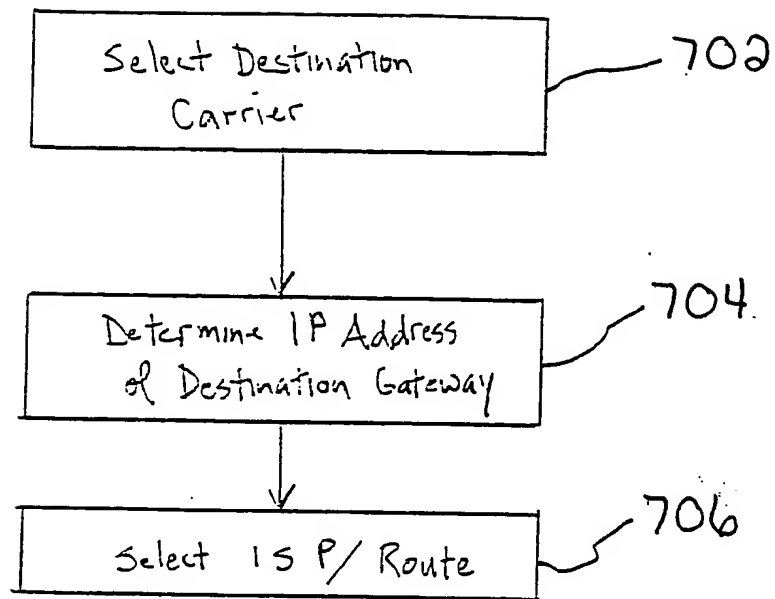 Select Destination
Carrier
702
Determine IP Address
of Destination Gateway
704
Select ISP/Route
706